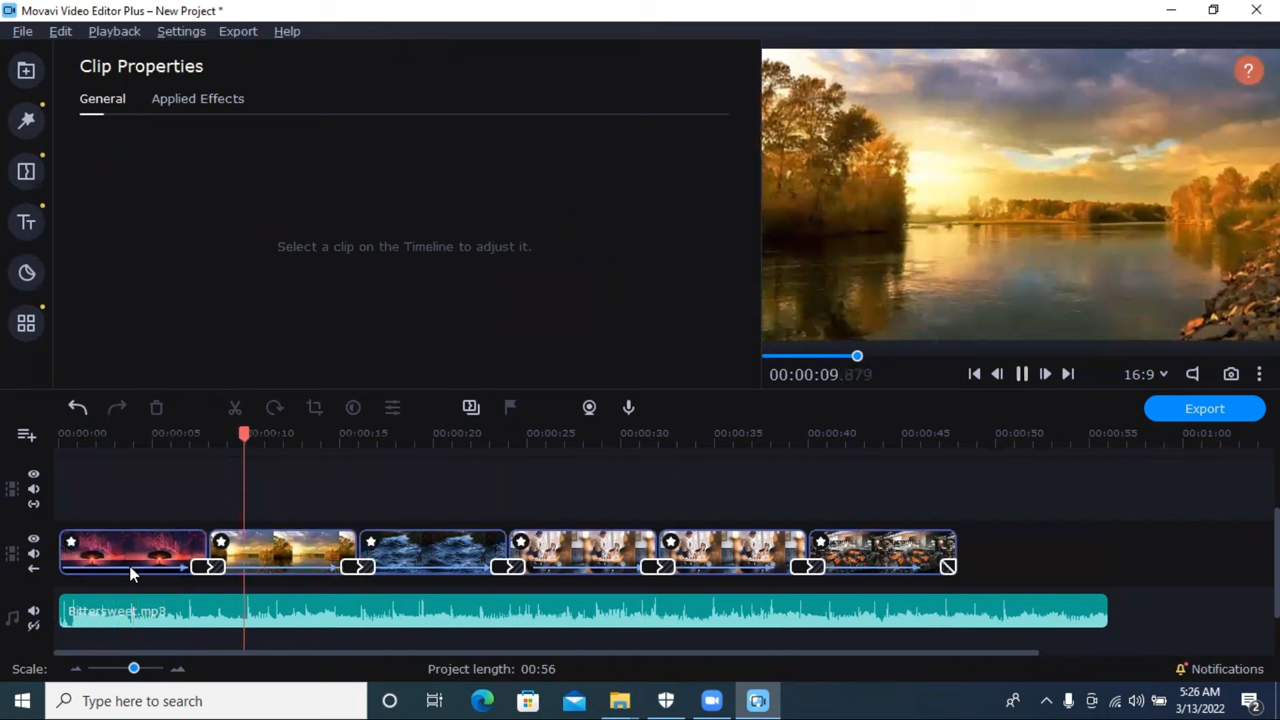 Movavi Video Editor Plus – New Project *
File Edit Playback Settings Export Help
Clip Properties
General Applied Effects
Select a clip on the Timeline to adjust it.
?
00:00:09.879
16:9
Export
00:00:00 00:00:05 00:00:10 00:00:15 00:00:20 00:00:25 00:00:30 00:00:35 00:00:40 00:00:45 00:00:50 00:00:55 00:01:00
Bittersweet.mp3
Scale:
Project length: 00:56
Notifications
Type here to search
5:26 AM
3/13/2022
2